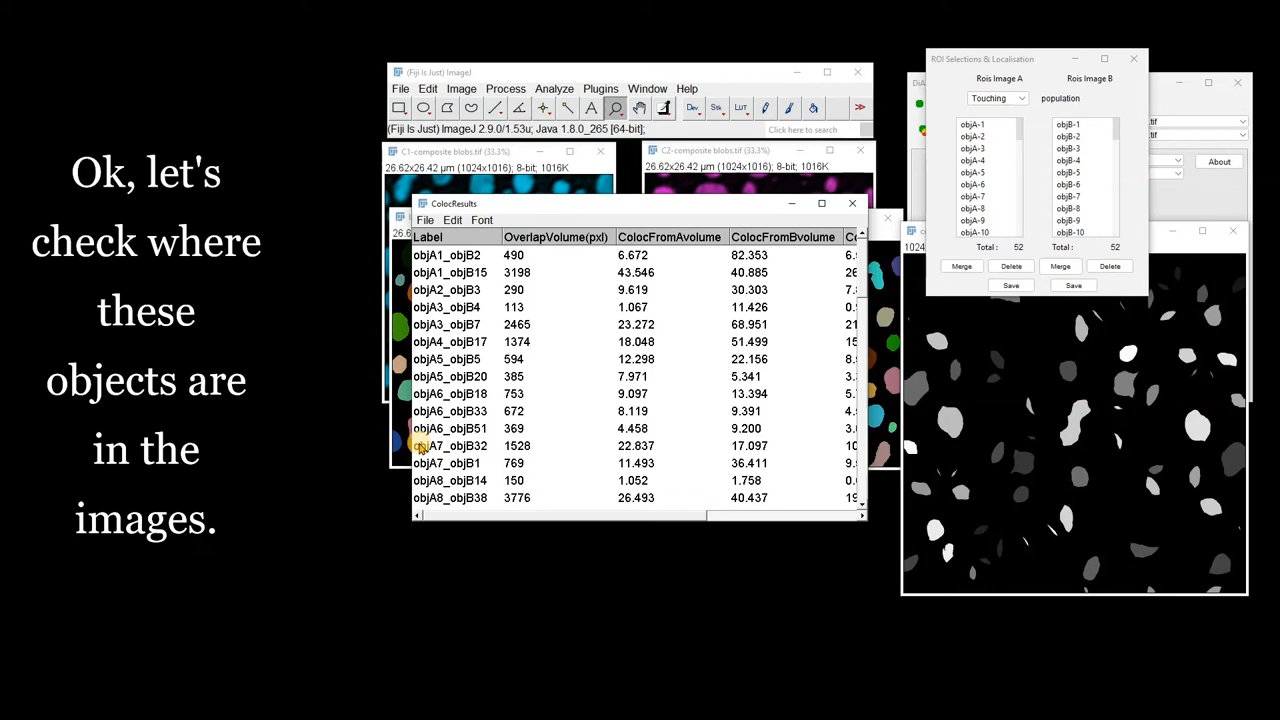 Ok, let's
check where
these
objects are
in the
images.
(Fiji Is Just) ImageJ
File Edit Image Process Analyze Plugins Window Help
Dev Stk LUT
(Fiji Is Just) ImageJ 2.9.0/1.53u; Java 1.8.0_265 [64-bit];
Click here to search
C1-composite blobs.tif (33.3%)
26.62x26.42 µm (1024x1016); 8-bit; 1016K
C2-composite blobs.tif (33.3%)
26.62x26.42 µm (1024x1016); 8-bit; 1016K
ColocResults
File Edit Font
Label OverlapVolume(pxl) ColocFromAvolume ColocFromBvolume
objA1_objB2 490 6.672 82.353
objA1_objB15 3198 43.546 40.885
objA2_objB3 290 9.619 30.303
objA3_objB4 113 1.067 11.426
objA3_objB7 2465 23.272 68.951
objA4_objB17 1374 18.048 51.499
objA5_objB5 594 12.298 22.156
objA5_objB20 385 7.971 5.341
objA6_objB18 753 9.097 13.394
objA6_objB33 672 8.119 9.391
objA6_objB51 369 4.458 9.200
objA7_objB32 1528 22.837 17.097
objA7_objB1 769 11.493 36.411
objA8_objB14 150 1.052 1.758
objA8_objB38 3776 26.493 40.437
ROI Selections & Localisation
Rois Image A Rois Image B
Touching population
objA-1 objB-1
objA-2 objB-2
objA-3 objB-3
objA-4 objB-4
objA-5 objB-5
objA-6 objB-6
objA-7 objB-7
objA-8 objB-8
objA-9 objB-9
objA-10 objB-10
Total : 52 Total : 52
Merge Delete Merge Delete
Save Save
tif
tif
About